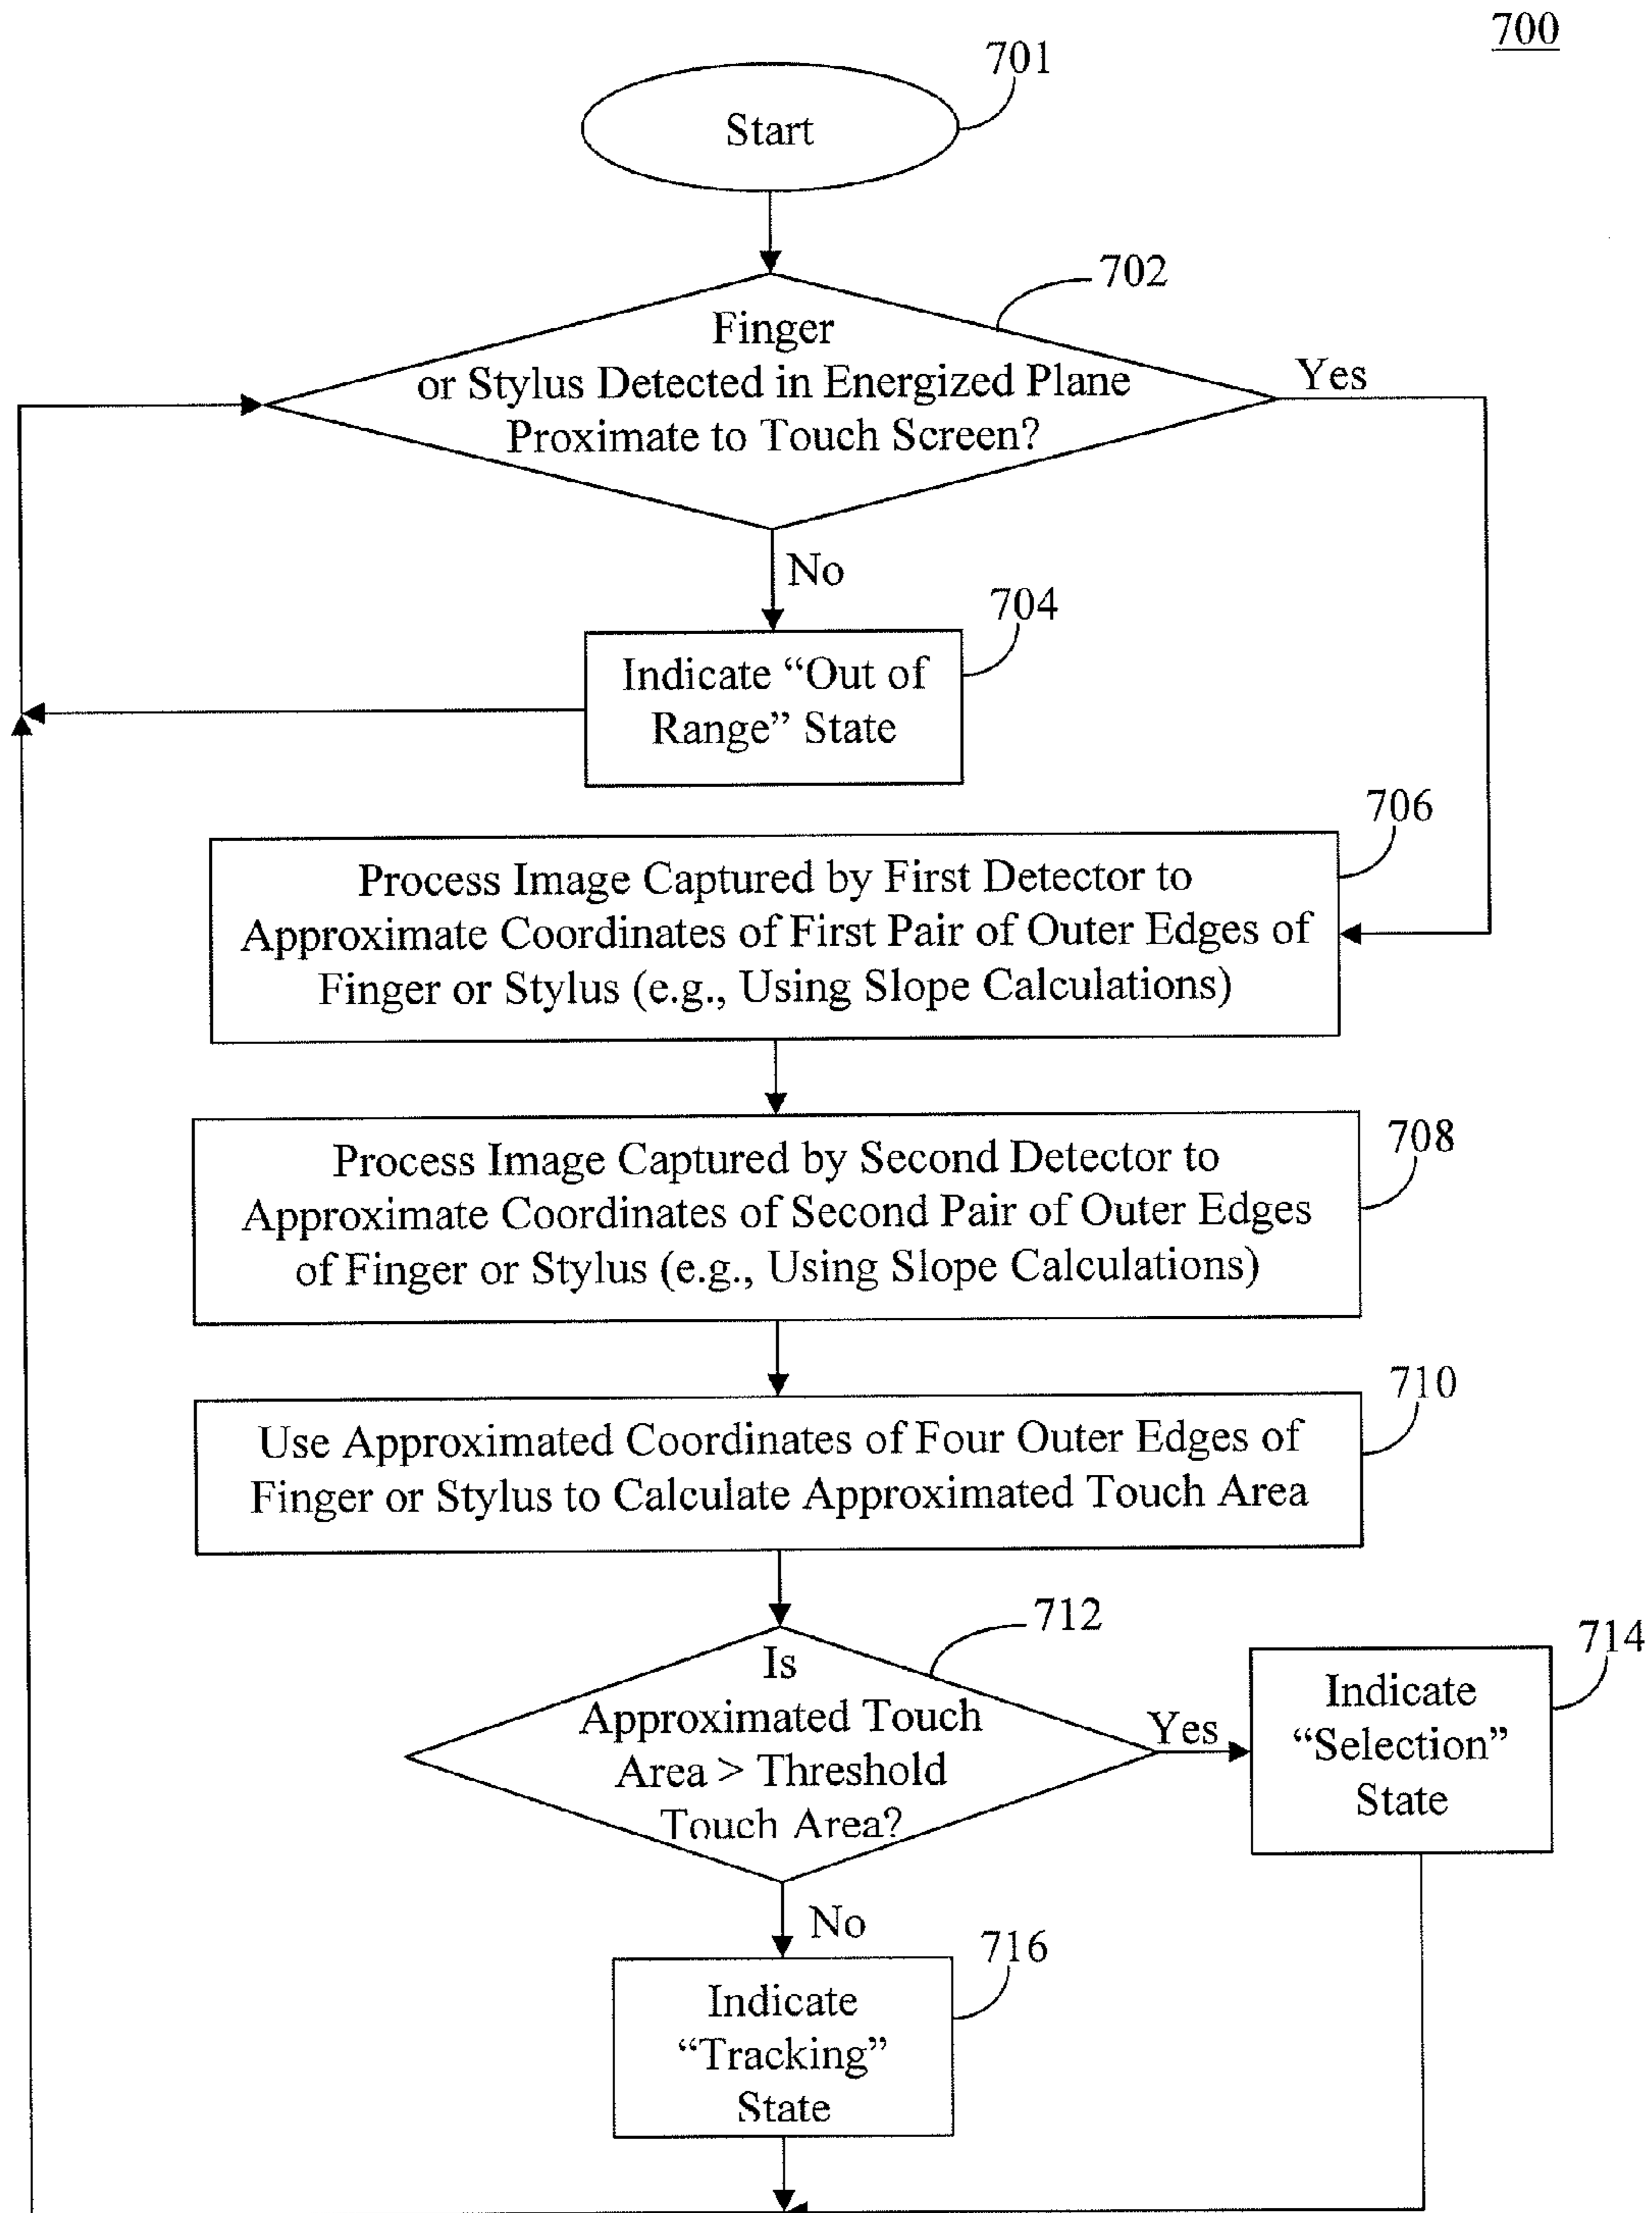 700
701
Start
702
Finger
or Stylus Detected in Energized Plane
Proximate to Touch Screen?
Yes
No
704
Indicate “Out of
Range” State
706
Process Image Captured by First Detector to
Approximate Coordinates of First Pair of Outer Edges of
Finger or Stylus (e.g., Using Slope Calculations)
708
Process Image Captured by Second Detector to
Approximate Coordinates of Second Pair of Outer Edges
of Finger or Stylus (e.g., Using Slope Calculations)
710
Use Approximated Coordinates of Four Outer Edges of
Finger or Stylus to Calculate Approximated Touch Area
712
Is
Approximated Touch
Area > Threshold
Touch Area?
Yes
714
Indicate
“Selection”
State
No
716
Indicate
“Tracking”
State